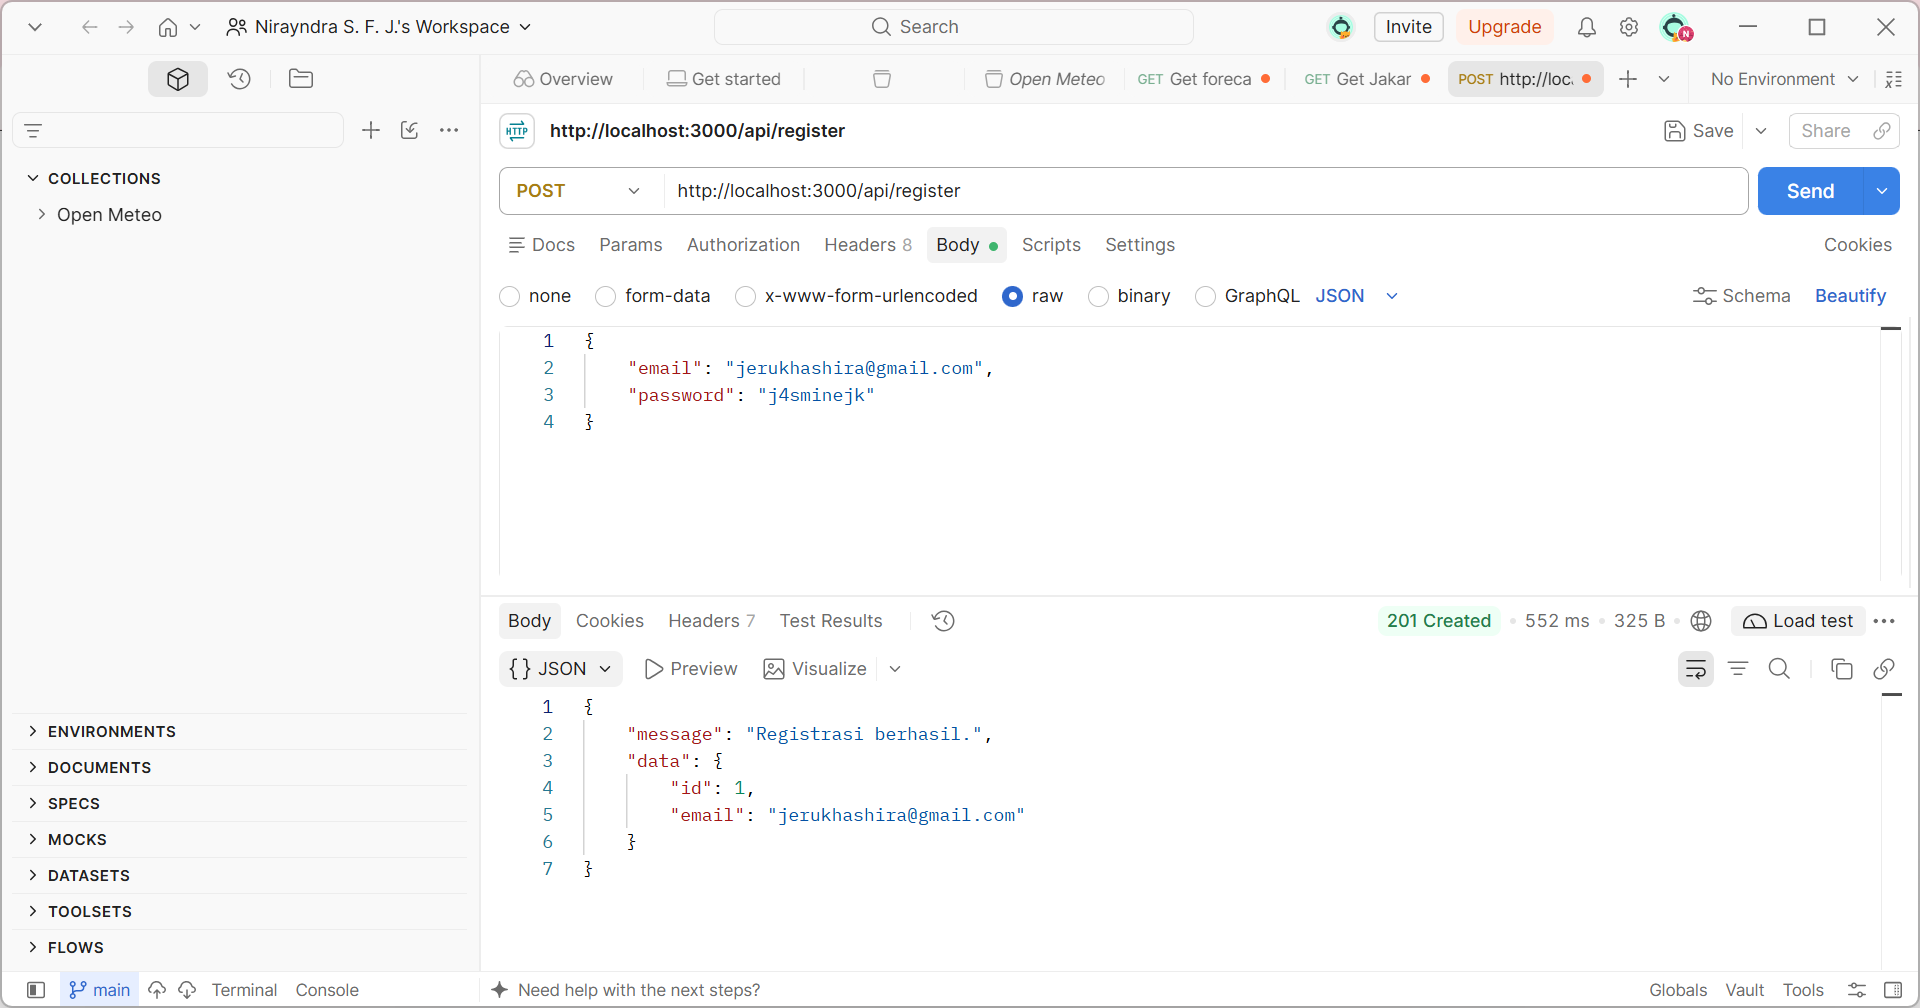 Nirayndra S. F. J.'s Workspace
Search
Invite
Upgrade
N
Overview
Get started
Open Meteo
GET Get foreca
GET Get Jakar
POST http://loc
No Environment
HTTP
http://localhost:3000/api/register
Save
Share
POST
http://localhost:3000/api/register
Send
Docs
Params
Authorization
Headers 8
Body
Scripts
Settings
Cookies
none
form-data
x-www-form-urlencoded
raw
binary
GraphQL
JSON
Schema
Beautify
1 {
2 "email": "jerukhashira@gmail.com",
3 "password": "j4sminejk"
4 }
COLLECTIONS
Open Meteo
ENVIRONMENTS
DOCUMENTS
SPECS
MOCKS
DATASETS
TOOLSETS
FLOWS
Body
Cookies
Headers 7
Test Results
201 Created
552 ms
325 B
Load test
{} JSON
Preview
Visualize
1 {
2 "message": "Registrasi berhasil.",
3 "data": {
4 "id": 1,
5 "email": "jerukhashira@gmail.com"
6 }
7 }
main
Terminal
Console
Need help with the next steps?
Globals
Vault
Tools